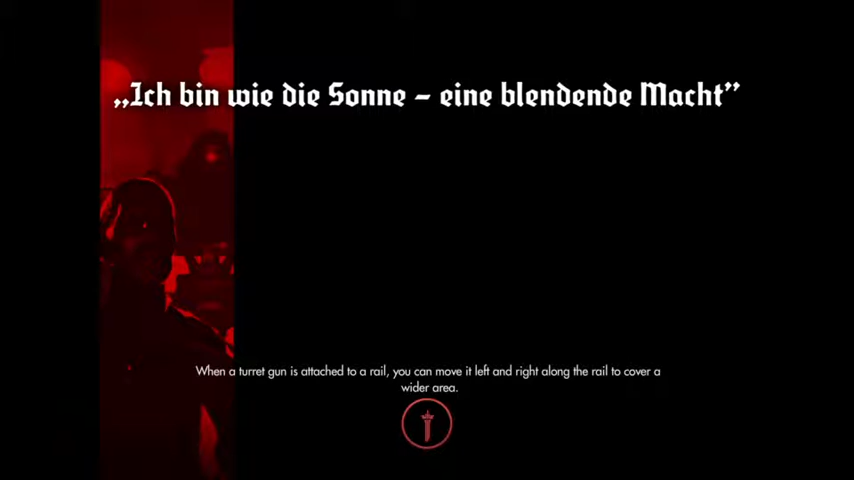 „Ich bin wie die Sonne – eine blendende Macht”
When a turret gun is attached to a rail, you can move it left and right along the rail to cover a
wider area.